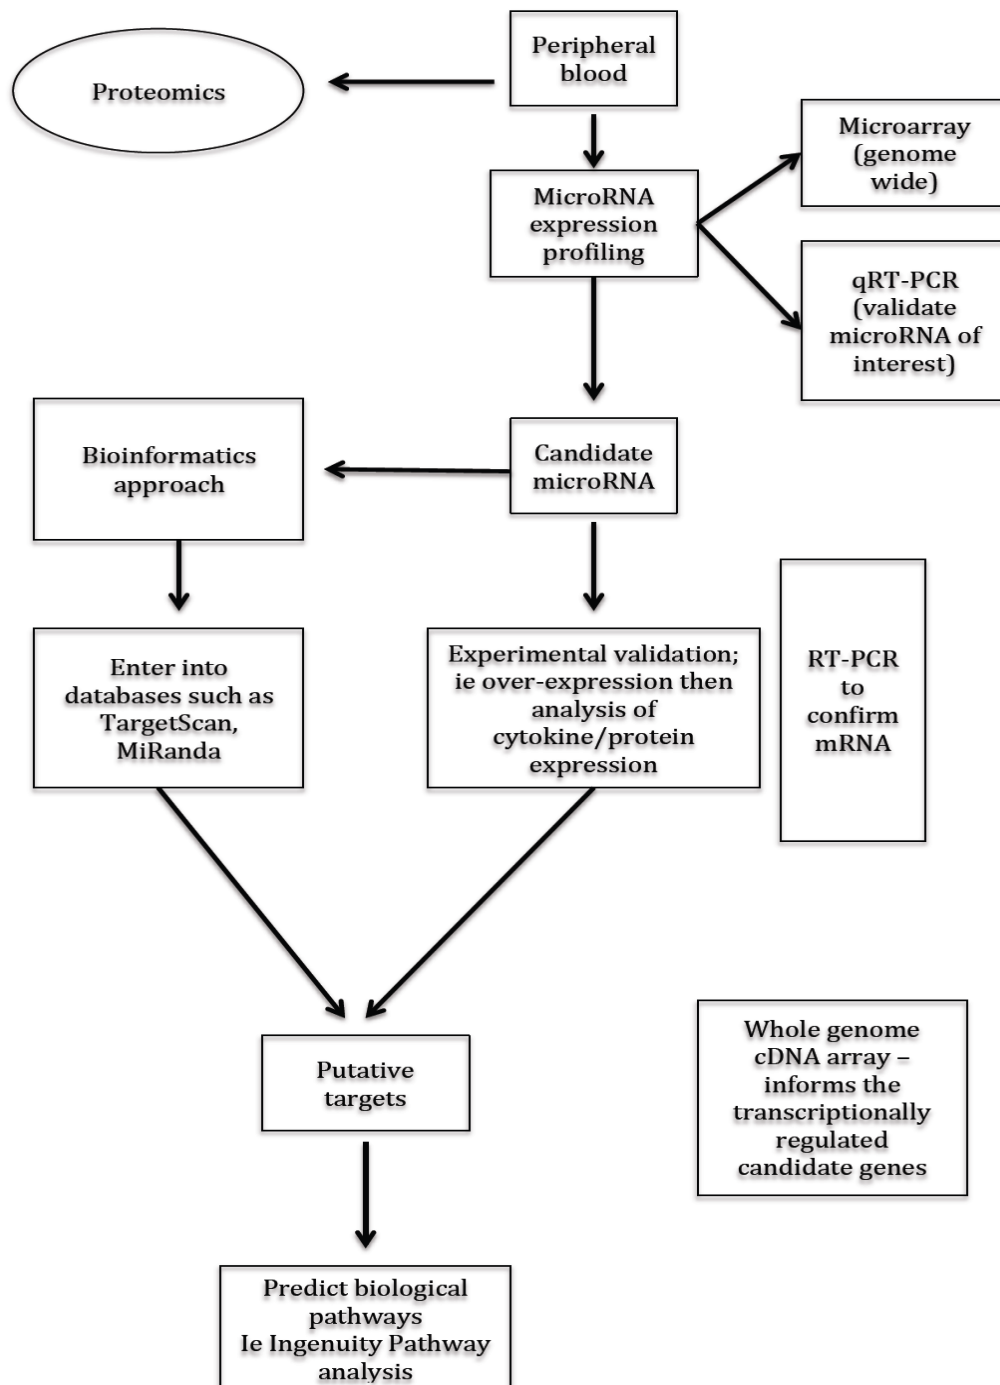 Peripheral
blood
Proteomics
Microarray
(genome
wide)
MicroRNA
expression
profiling
qRT-PCR
(validate
microRNA of
interest)
Bioinformatics
approach
Candidate
microRNA
Enter into
databases such as
TargetScan,
MiRanda
Experimental validation;
ie over-expression then
analysis of
cytokine/protein
expression
RT-PCR
to
confirm
mRNA
Putative
targets
Whole genome
cDNA array –
informs the
transcriptionally
regulated
candidate genes
Predict biological
pathways
Ie Ingenuity Pathway
analysis